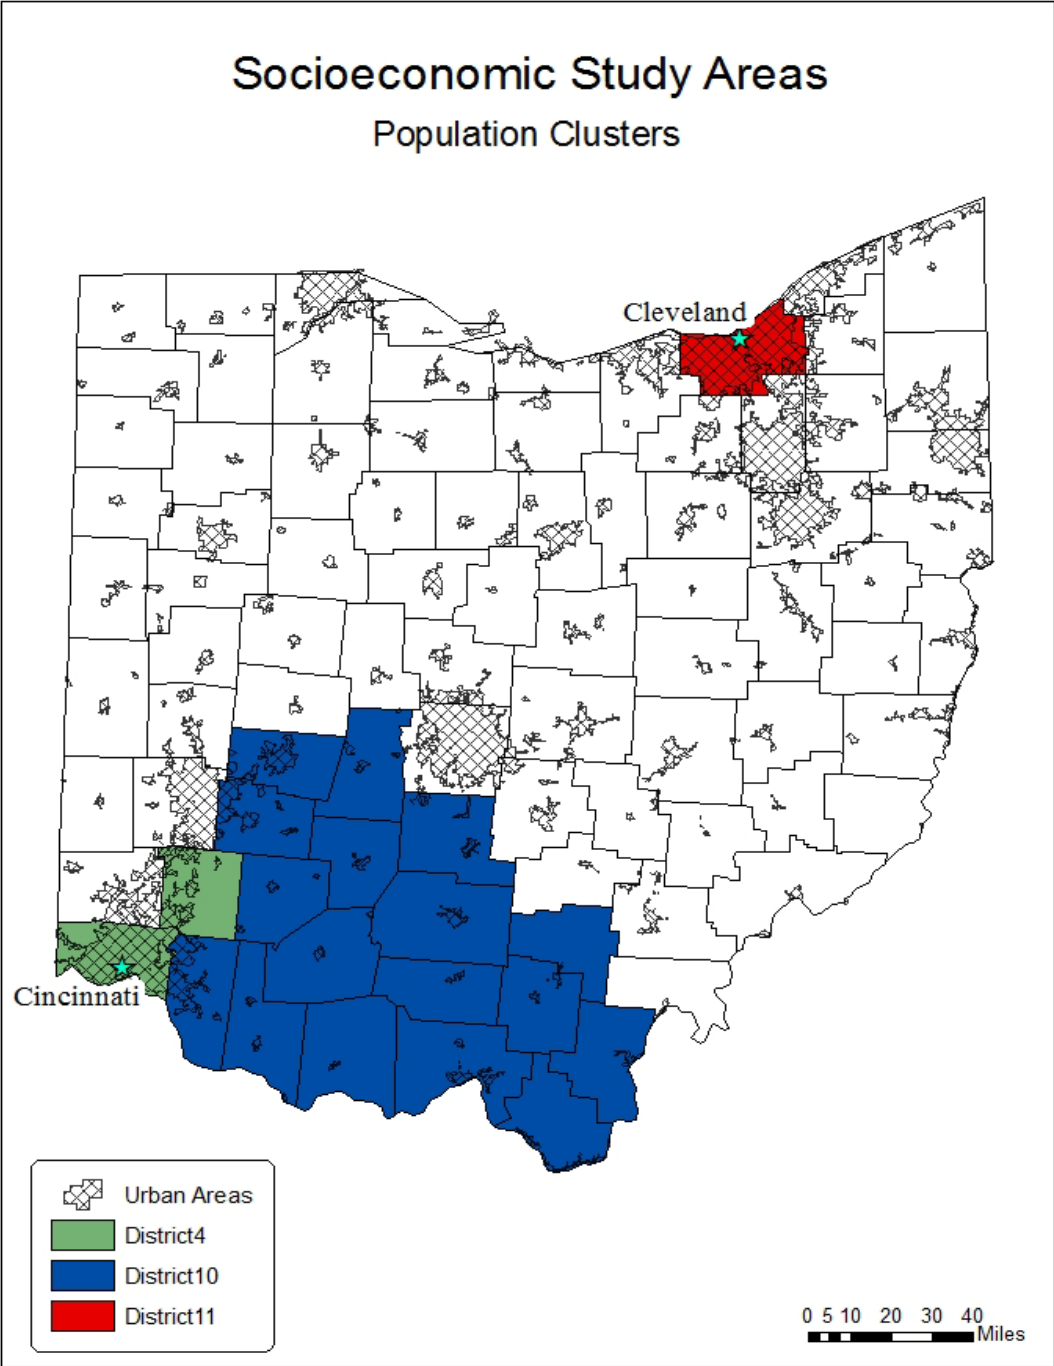 Socioeconomic Study Areas
Population Clusters
Cleveland
Cincinnati
Urban Areas
District4
District10
District11
0 5 10 20 30 40
Miles